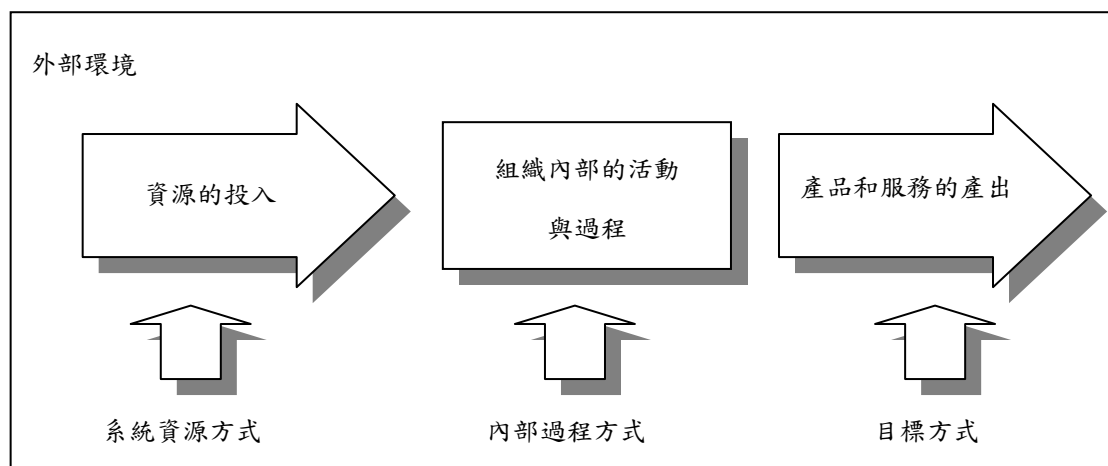 外部環境
資源的投入
組織內部的活動
與過程
產品和服務的產出
系統資源方式
內部過程方式
目標方式